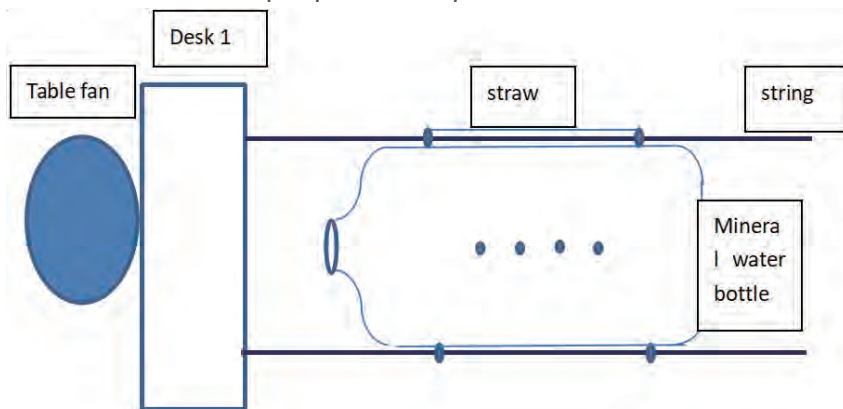 Desk 1
Table fan
straw
string
Minera
l water
bottle